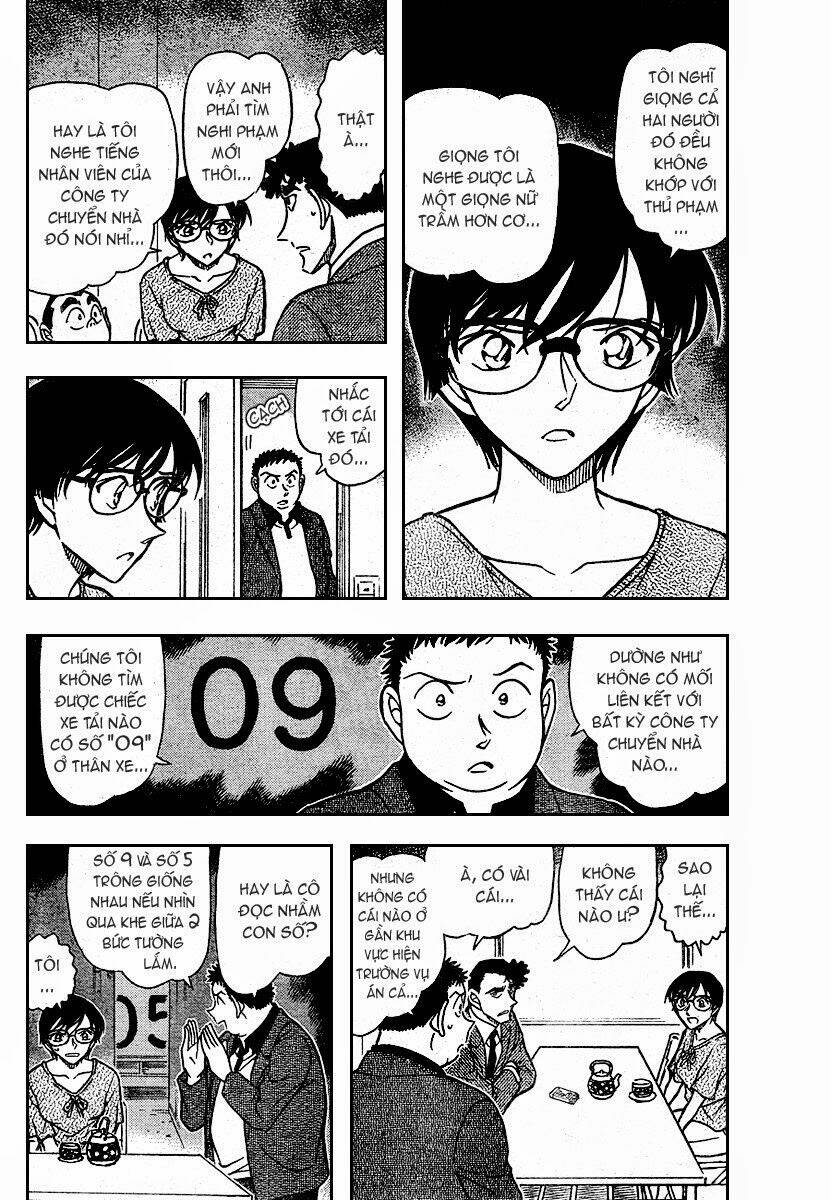 TÔI NGHĨ
GIỌNG CẢ
HAI NGƯỜI
ĐÓ ĐỀU
KHÔNG
KHỚP VỚI
THỦ PHẠM
...
GIỌNG TÔI
NGHE ĐƯỢC LÀ
MỘT GIỌNG NỮ
TRẦM HƠN CƠ...
THẬT
À...
VẬY ANH
PHẢI TÌM
NGHI PHẠM
MỚI
THÔI...
HAY LÀ TÔI
NGHE TIẾNG
NHÂN VIÊN CỦA
CÔNG TY
CHUYỂN NHÀ
ĐÓ NÓI NHỈ...
NHẮC
TỚI CÁI
XE TẢI
ĐÓ...
CẠCH
DƯỜNG NHƯ
KHÔNG CÓ MỐI
LIÊN KẾT VỚI
BẤT KỲ CÔNG TY
CHUYỂN NHÀ
NÀO...
09
CHÚNG TÔI
KHÔNG TÌM
ĐƯỢC CHIẾC
XE TẢI NÀO
CÓ SỐ "09"
Ở THÂN XE...
SAO
LẠI
THẾ...
KHÔNG
THẤY CÁI
NÀO Ư?
À, CÓ VÀI
CÁI...
NHƯNG
KHÔNG CÓ
CÁI NÀO Ở
GẦN KHU
VỰC HIỆN
TRƯỜNG VỤ
ÁN CẢ...
HAY LÀ CÔ
ĐỌC NHẦM
CON SỐ?
SỐ 9 VÀ SỐ 5
TRÔNG GIỐNG
NHAU NẾU NHÌN
QUA KHE GIỮA 2
BỨC TƯỜNG
LẮM.
05
TÔI
...